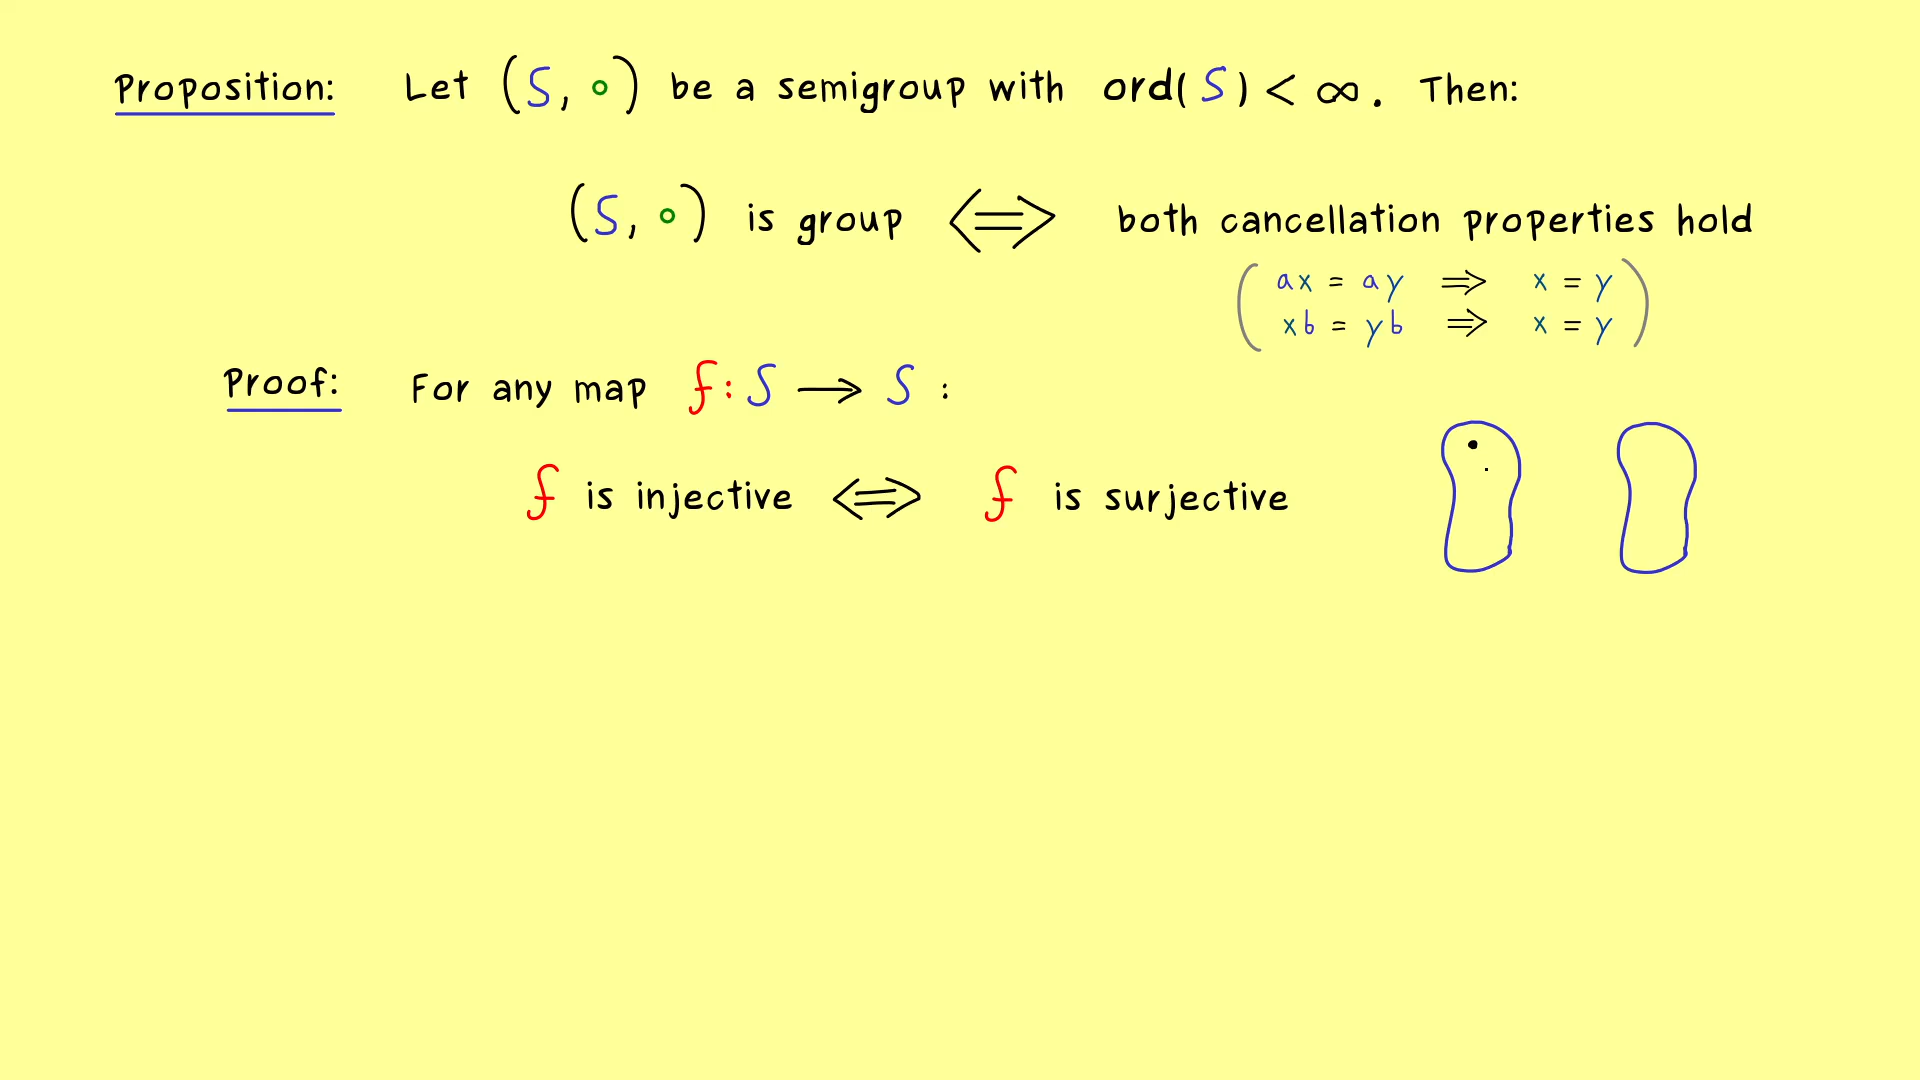 Proposition: Let (S, ∘) be a semigroup with ord(S) < ∞. Then:
(S, ∘) is group ⟺ both cancellation properties hold
( ax = ay ⟹ x = y
xb = yb ⟹ x = y )
Proof: For any map f: S ⟶ S :
f is injective ⟺ f is surjective